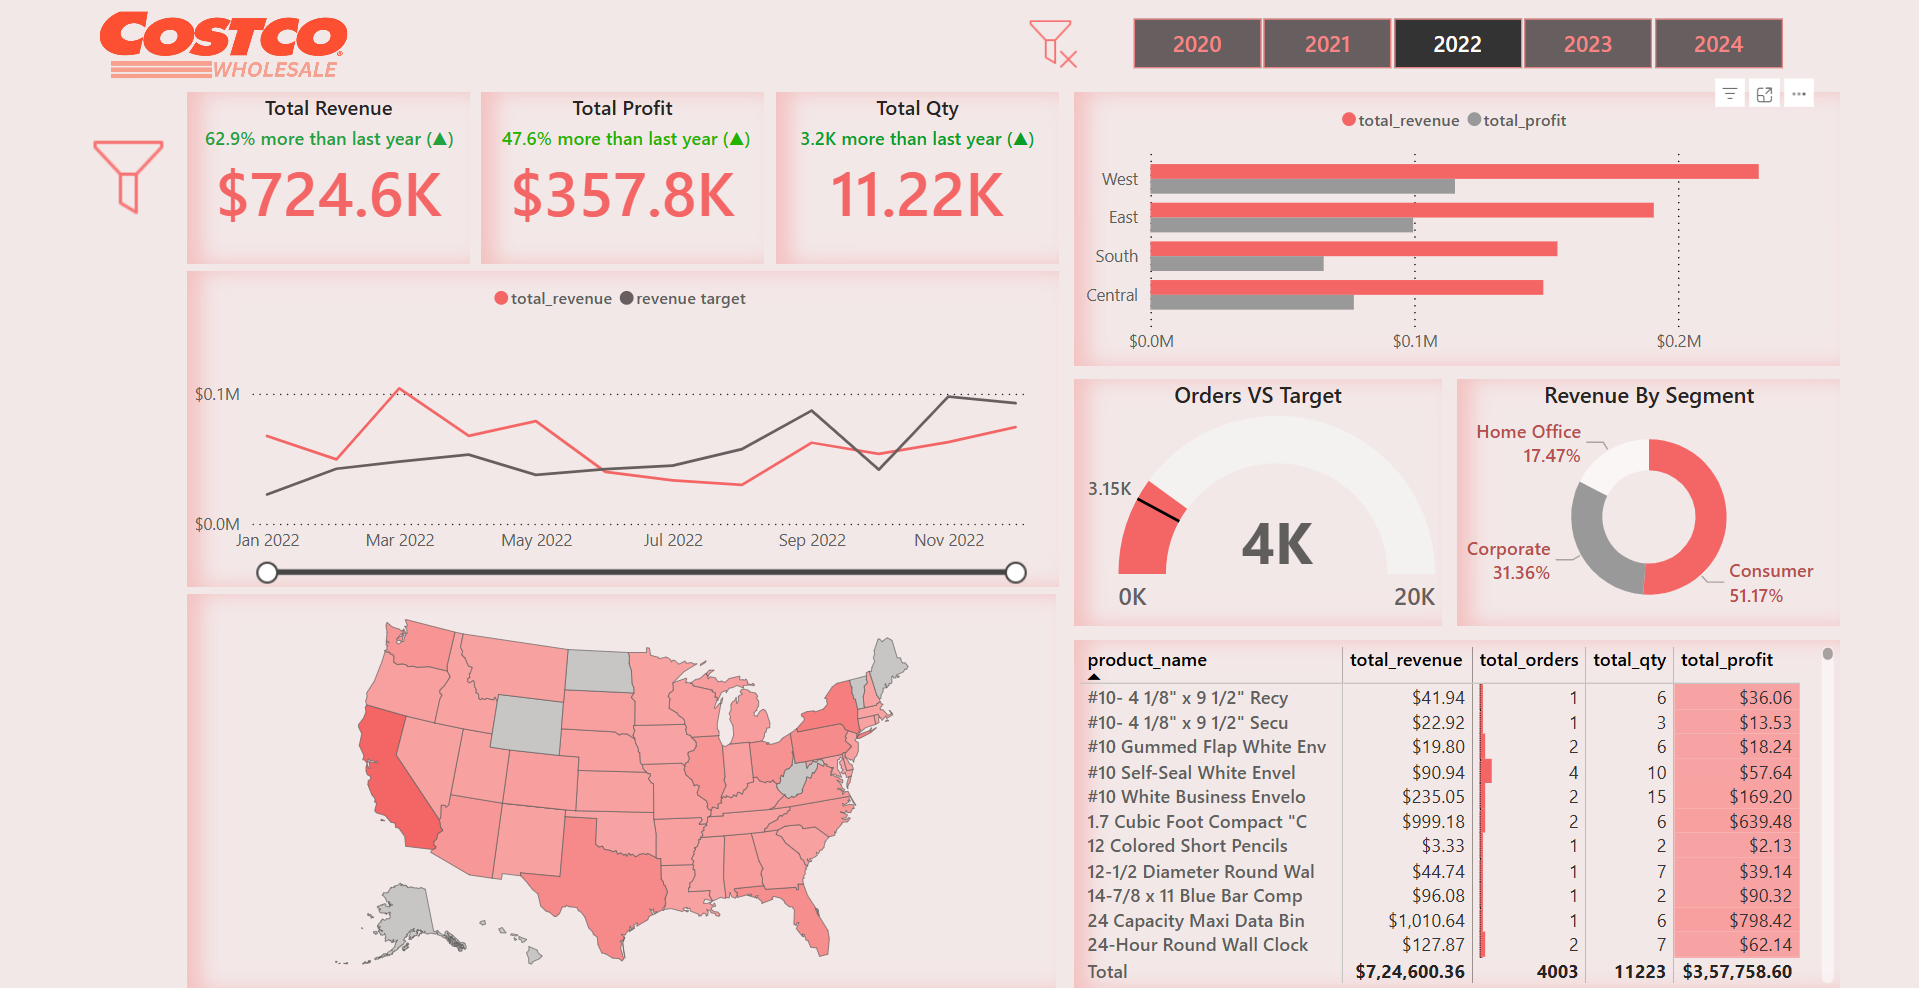 COSTCO
WHOLESALE
2020 2021 2022 2023 2024
Total Revenue
62.9% more than last year (▲)
$724.6K
Total Profit
47.6% more than last year (▲)
$357.8K
Total Qty
3.2K more than last year (▲)
11.22K
total_revenue total_profit
West
East
South
Central
$0.0M $0.1M $0.2M
total_revenue revenue target
$0.1M
$0.0M
Jan 2022 Mar 2022 May 2022 Jul 2022 Sep 2022 Nov 2022
Orders VS Target
3.15K
4K
0K 20K
Revenue By Segment
Home Office
17.47%
Corporate
31.36%
Consumer
51.17%
product_name total_revenue total_orders total_qty total_profit
#10- 4 1/8" x 9 1/2" Recy $41.94 1 6 $36.06
#10- 4 1/8" x 9 1/2" Secu $22.92 1 3 $13.53
#10 Gummed Flap White Env $19.80 2 6 $18.24
#10 Self-Seal White Envel $90.94 4 10 $57.64
#10 White Business Envelo $235.05 2 15 $169.20
1.7 Cubic Foot Compact "C $999.18 2 6 $639.48
12 Colored Short Pencils $3.33 1 2 $2.13
12-1/2 Diameter Round Wal $44.74 1 7 $39.14
14-7/8 x 11 Blue Bar Comp $96.08 1 2 $90.32
24 Capacity Maxi Data Bin $1,010.64 1 6 $798.42
24-Hour Round Wall Clock $127.87 2 7 $62.14
Total $7,24,600.36 4003 11223 $3,57,758.60